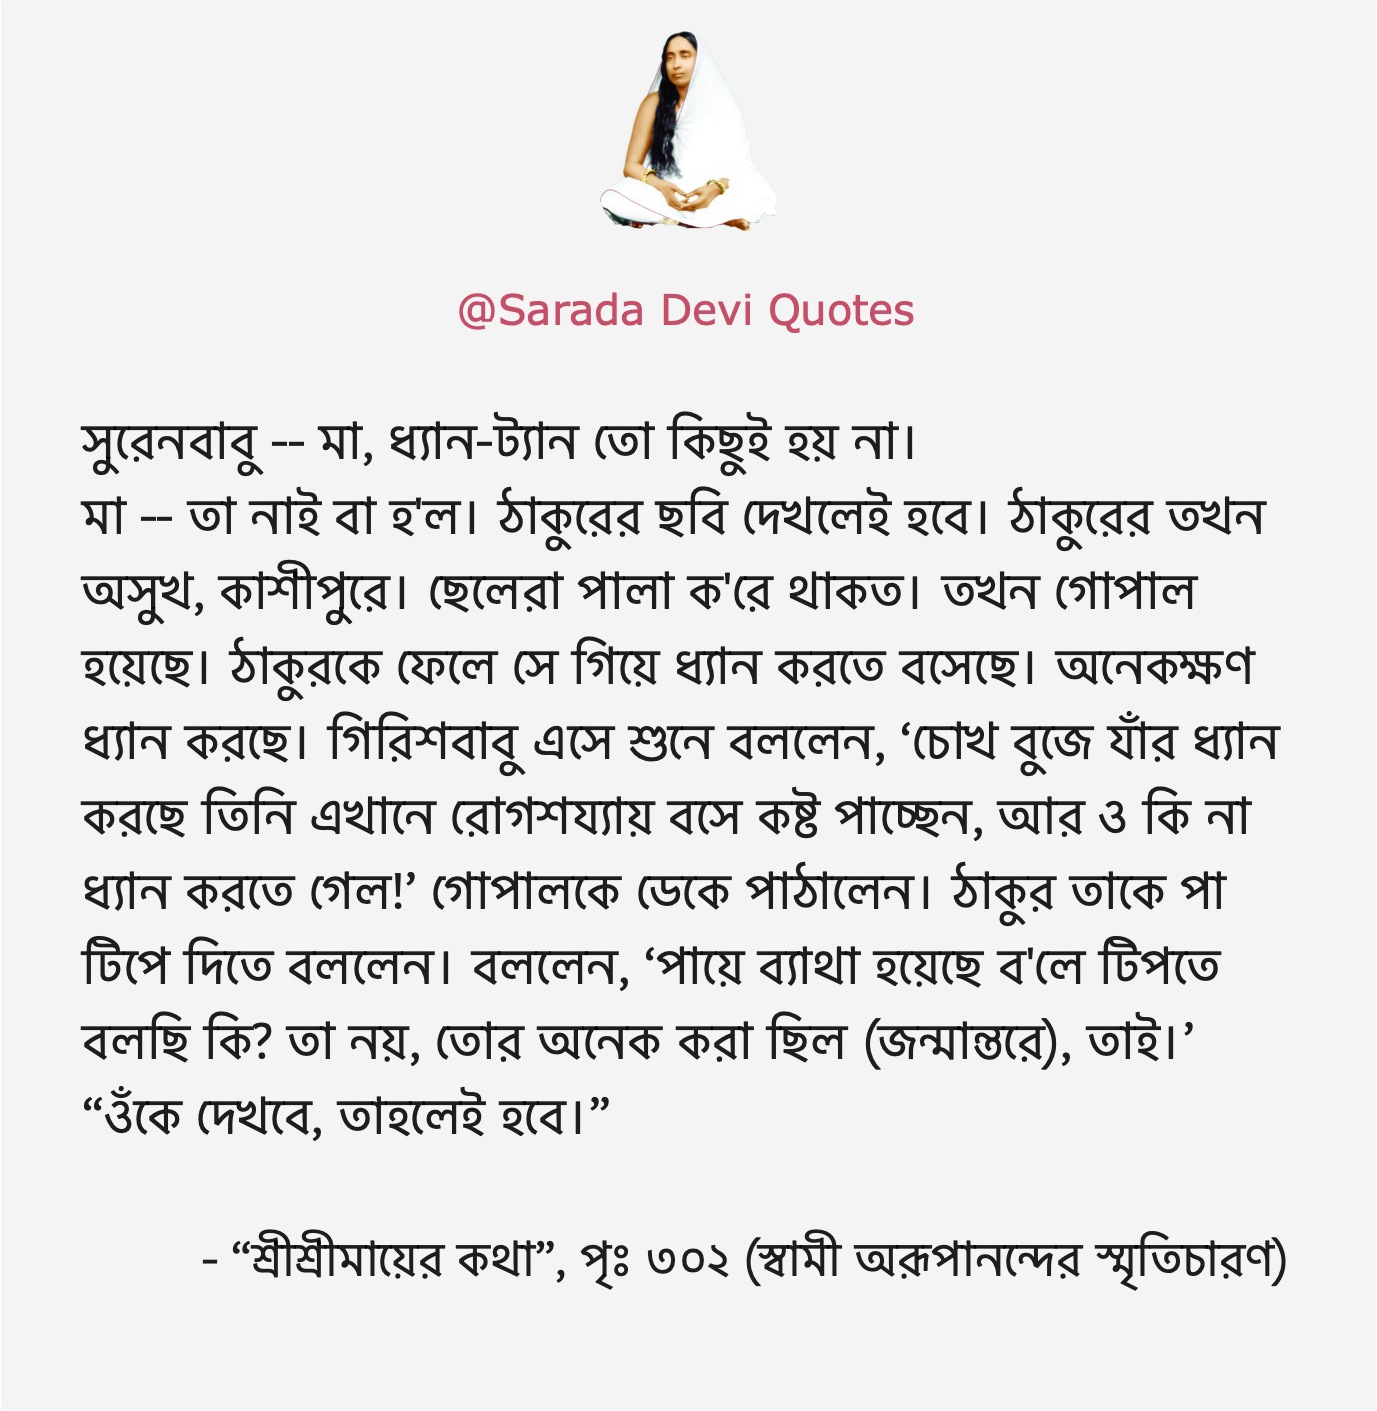 @Sarada Devi Quotes
সুরেনবাবু -- মা, ধ্যান-ট্যান তো কিছুই হয় না।
মা -- তা নাই বা হ'ল। ঠাকুরের ছবি দেখলেই হবে। ঠাকুরের তখন
অসুখ, কাশীপুরে। ছেলেরা পালা ক'রে থাকত। তখন গোপাল
হয়েছে। ঠাকুরকে ফেলে সে গিয়ে ধ্যান করতে বসেছে। অনেকক্ষণ
ধ্যান করছে। গিরিশবাবু এসে শুনে বললেন, ‘চোখ বুজে যাঁর ধ্যান
করছে তিনি এখানে রোগশয্যায় বসে কষ্ট পাচ্ছেন, আর ও কি না
ধ্যান করতে গেল!’ গোপালকে ডেকে পাঠালেন। ঠাকুর তাকে পা
টিপে দিতে বললেন। বললেন, ‘পায়ে ব্যাথা হয়েছে ব'লে টিপতে
বলছি কি? তা নয়, তোর অনেক করা ছিল (জন্মান্তরে), তাই।’
“ওঁকে দেখবে, তাহলেই হবে।”
- “শ্রীশ্রীমায়ের কথা”, পৃঃ ৩০২ (স্বামী অরূপানন্দের স্মৃতিচারণ)